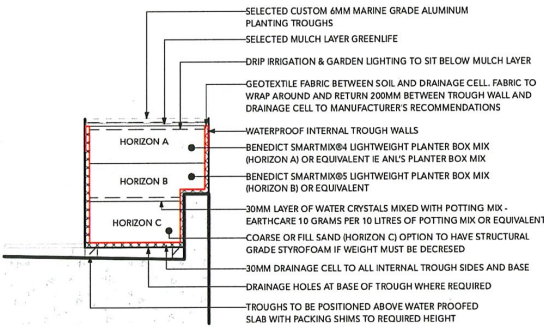 SELECTED CUSTOM 6MM MARINE GRADE ALUMINUM
PLANTING TROUGHS
SELECTED MULCH LAYER GREENLIFE
DRIP IRRIGATION & GARDEN LIGHTING TO SIT BELOW MULCH LAYER
GEOTEXTILE FABRIC BETWEEN SOIL AND DRAINAGE CELL. FABRIC TO
WRAP AROUND AND RETURN 200MM BETWEEN TROUGH WALL AND
DRAINAGE CELL TO MANUFACTURER'S RECOMMENDATIONS
WATERPROOF INTERNAL TROUGH WALLS
HORIZON A
BENEDICT SMARTMIX®4 LIGHTWEIGHT PLANTER BOX MIX
(HORIZON A) OR EQUIVALENT IE ANL'S PLANTER BOX MIX
HORIZON B
BENEDICT SMARTMIX®5 LIGHTWEIGHT PLANTER BOX MIX
(HORIZON B) OR EQUIVALENT
30MM LAYER OF WATER CRYSTALS MIXED WITH POTTING MIX -
EARTHCARE 10 GRAMS PER 10 LITRES OF POTTING MIX OR EQUIVALENT
HORIZON C
COARSE OR FILL SAND (HORIZON C) OPTION TO HAVE STRUCTURAL
GRADE STYROFOAM IF WEIGHT MUST BE DECRESED
30MM DRAINAGE CELL TO ALL INTERNAL TROUGH SIDES AND BASE
DRAINAGE HOLES AT BASE OF TROUGH WHERE REQUIRED
TROUGHS TO BE POSITIONED ABOVE WATER PROOFED
SLAB WITH PACKING SHIMS TO REQUIRED HEIGHT